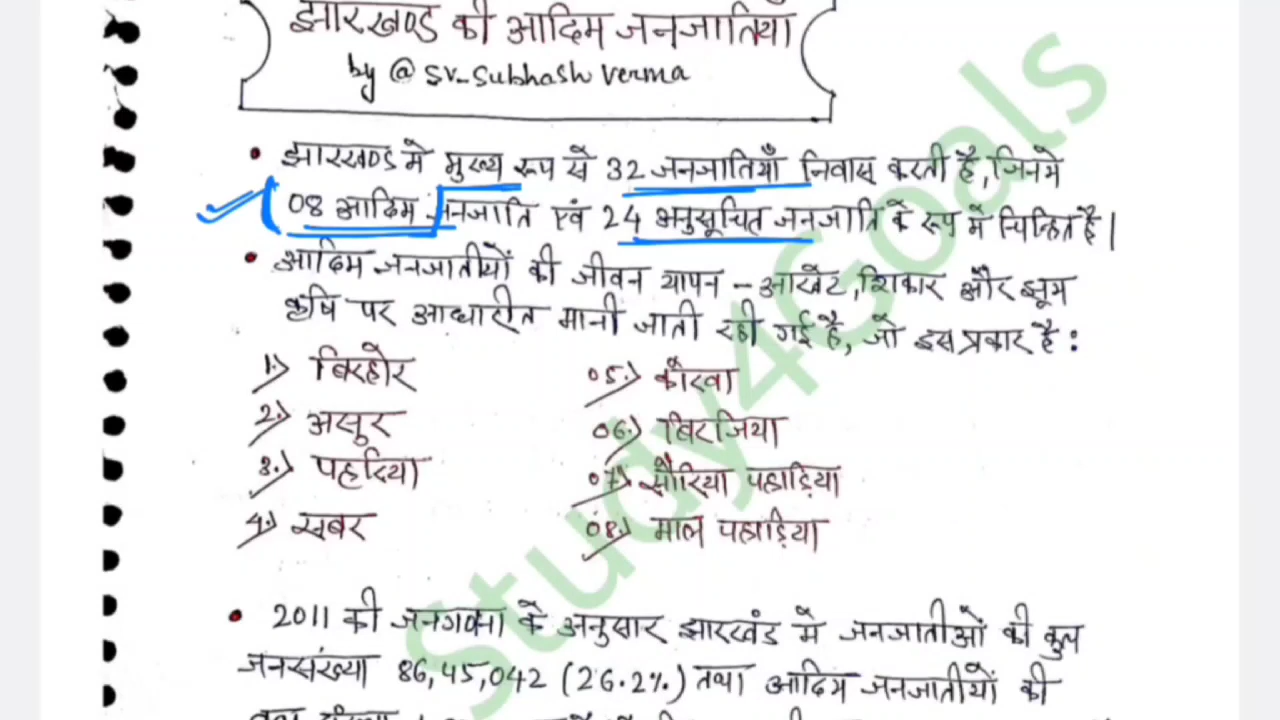 झारखण्ड की आदिम जनजातियां
by @ SV_Subhash Verma
• झारखण्ड में मुख्य रूप से 32 जनजातियाँ निवास करती है, जिनमे
08 आदिम जनजाति एवं 24 अनुसूचित जनजाति के रूप में चिन्हित है।
• आदिम जनजातीयों की जीवन यापन - आखेट, शिकार और झूम
कृषि पर आधारीत मानी जाती रही गई है, जो इस प्रकार है :
1.) बिरहोर
2.) असुर
3.) पहरिया
4.) सबर
05.) कोरवा
06.) बिरजिया
07.) सौरिया पहाड़िया
08.) माल पहाड़िया
• 2011 की जनगणना के अनुसार झारखंड मे जनजातीओं की कुल
जनसंख्या 86,45,042 (26.2%) तथा आदिम जनजातीयों की
Study4Goals